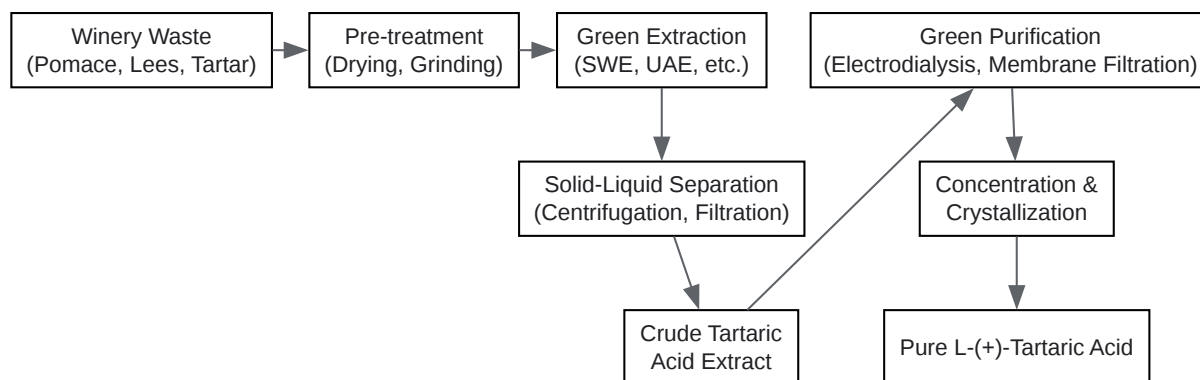 Winery Waste
(Pomace, Lees, Tartar)
Pre-treatment
(Drying, Grinding)
Green Extraction
(SWE, UAE, etc.)
Green Purification
(Electrodialysis, Membrane Filtration)
Solid-Liquid Separation
(Centrifugation, Filtration)
Concentration &
Crystallization
Crude Tartaric
Acid Extract
Pure L-(+)-Tartaric Acid